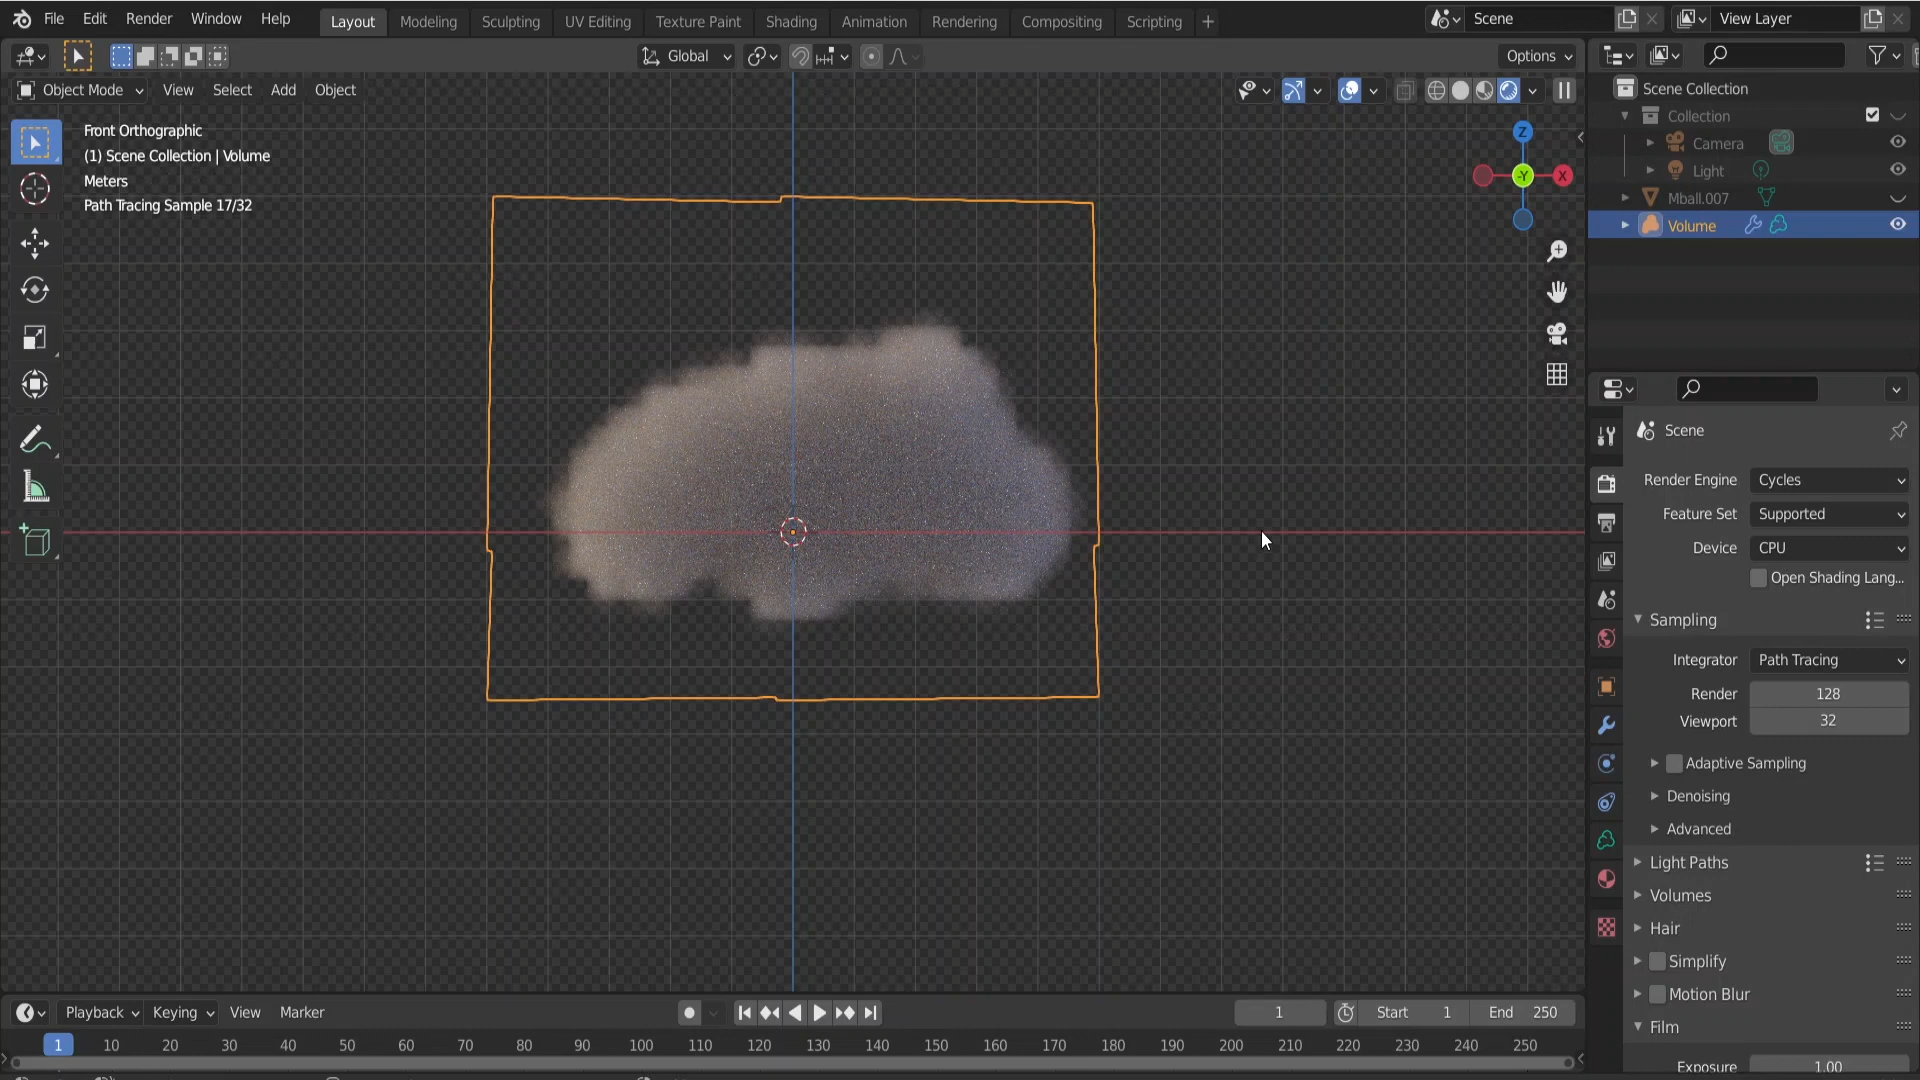 File Edit Render Window Help Layout Modeling Sculpting UV Editing Texture Paint Shading Animation Rendering Compositing Scripting + Scene View Layer
Global Options
Object Mode View Select Add Object
Front Orthographic
(1) Scene Collection | Volume
Meters
Path Tracing Sample 17/32
Z
-Y X
Scene Collection
Collection
Camera
Light
Mball.007
Volume
Scene
Render Engine Cycles
Feature Set Supported
Device CPU
Open Shading Lang...
Sampling
Integrator Path Tracing
Render 128
Viewport 32
Adaptive Sampling
Denoising
Advanced
Light Paths
Volumes
Hair
Simplify
Motion Blur
Film
Exposure 1.00
Playback Keying View Marker 1 Start 1 End 250
1 10 20 30 40 50 60 70 80 90 100 110 120 130 140 150 160 170 180 190 200 210 220 230 240 250